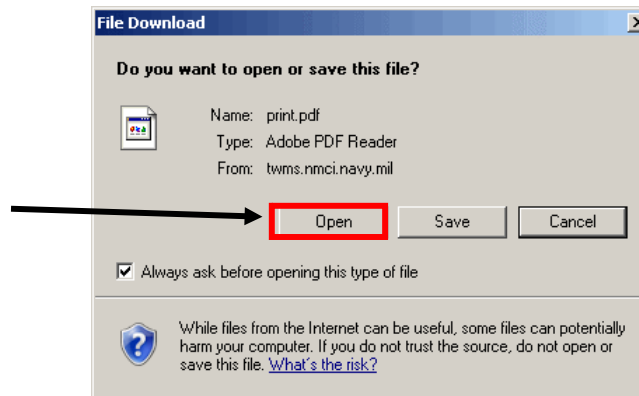 File Download
Do you want to open or save this file?
Name: print.pdf
Type: Adobe PDF Reader
From: twms.nmci.navy.mil
Open Save Cancel
Always ask before opening this type of file
While files from the Internet can be useful, some files can potentially
harm your computer. If you do not trust the source, do not open or
save this file. What's the risk?